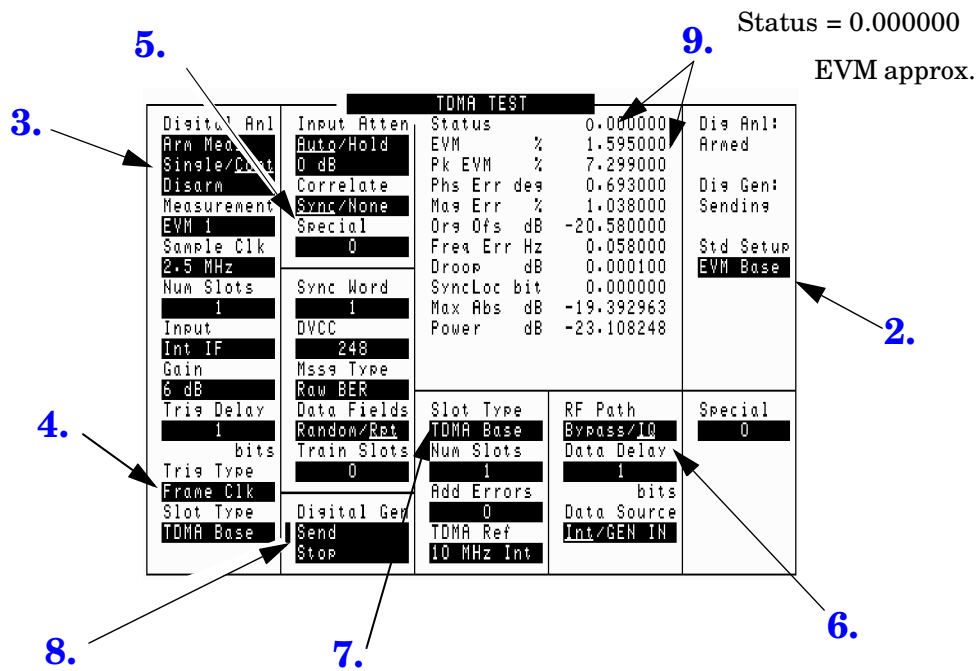 Status = 0.000000
EVM approx.
5.
9.
3.
TDMA TEST
Digital Anl
Arm Meas
Single/Cont
Disarm
Measurement
EVM 1
Sample Clk
2.5 MHz
Num Slots
1
Input
Int IF
Gain
6 dB
Trig Delay
1
bits
Trig Type
Frame Clk
Slot Type
TDMA Base
Input Atten
Auto/Hold
0 dB
Correlate
Sync/None
Special
0
Sync Word
1
DVCC
248
Mssg Type
Raw BER
Data Fields
Random/Rpt
Train Slots
0
Digital Gen
Send
Stop
Status 0.000000
EVM % 1.595000
Pk EVM % 7.299000
Phs Err deg 0.693000
Mag Err % 1.038000
Org Ofs dB -20.580000
Freq Err Hz 0.058000
Droop dB 0.000100
SyncLoc bit 0.000000
Max Abs dB -19.392963
Power dB -23.108248
Slot Type
TDMA Base
Num Slots
1
Add Errors
0
TDMA Ref
10 MHz Int
RF Path
Bypass/IQ
Data Delay
1
bits
Data Source
Int/GEN IN
Dig Anl:
Armed
Dig Gen:
Sending
Std Setup
EVM Base
Special
0
2.
4.
6.
8.
7.